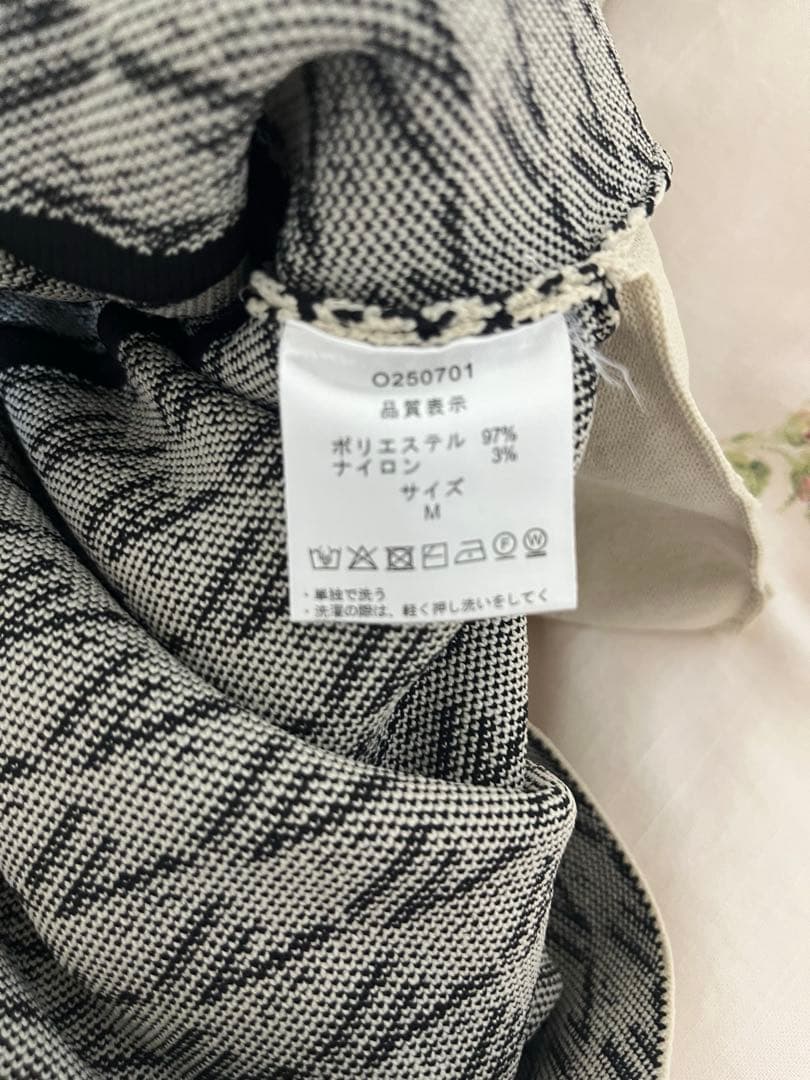 O250701
品質表示
ポリエステル 97%
ナイロン 3%
サイズ
M
F W
・単独で洗う
・洗濯の際は、軽く押し洗いをしてく